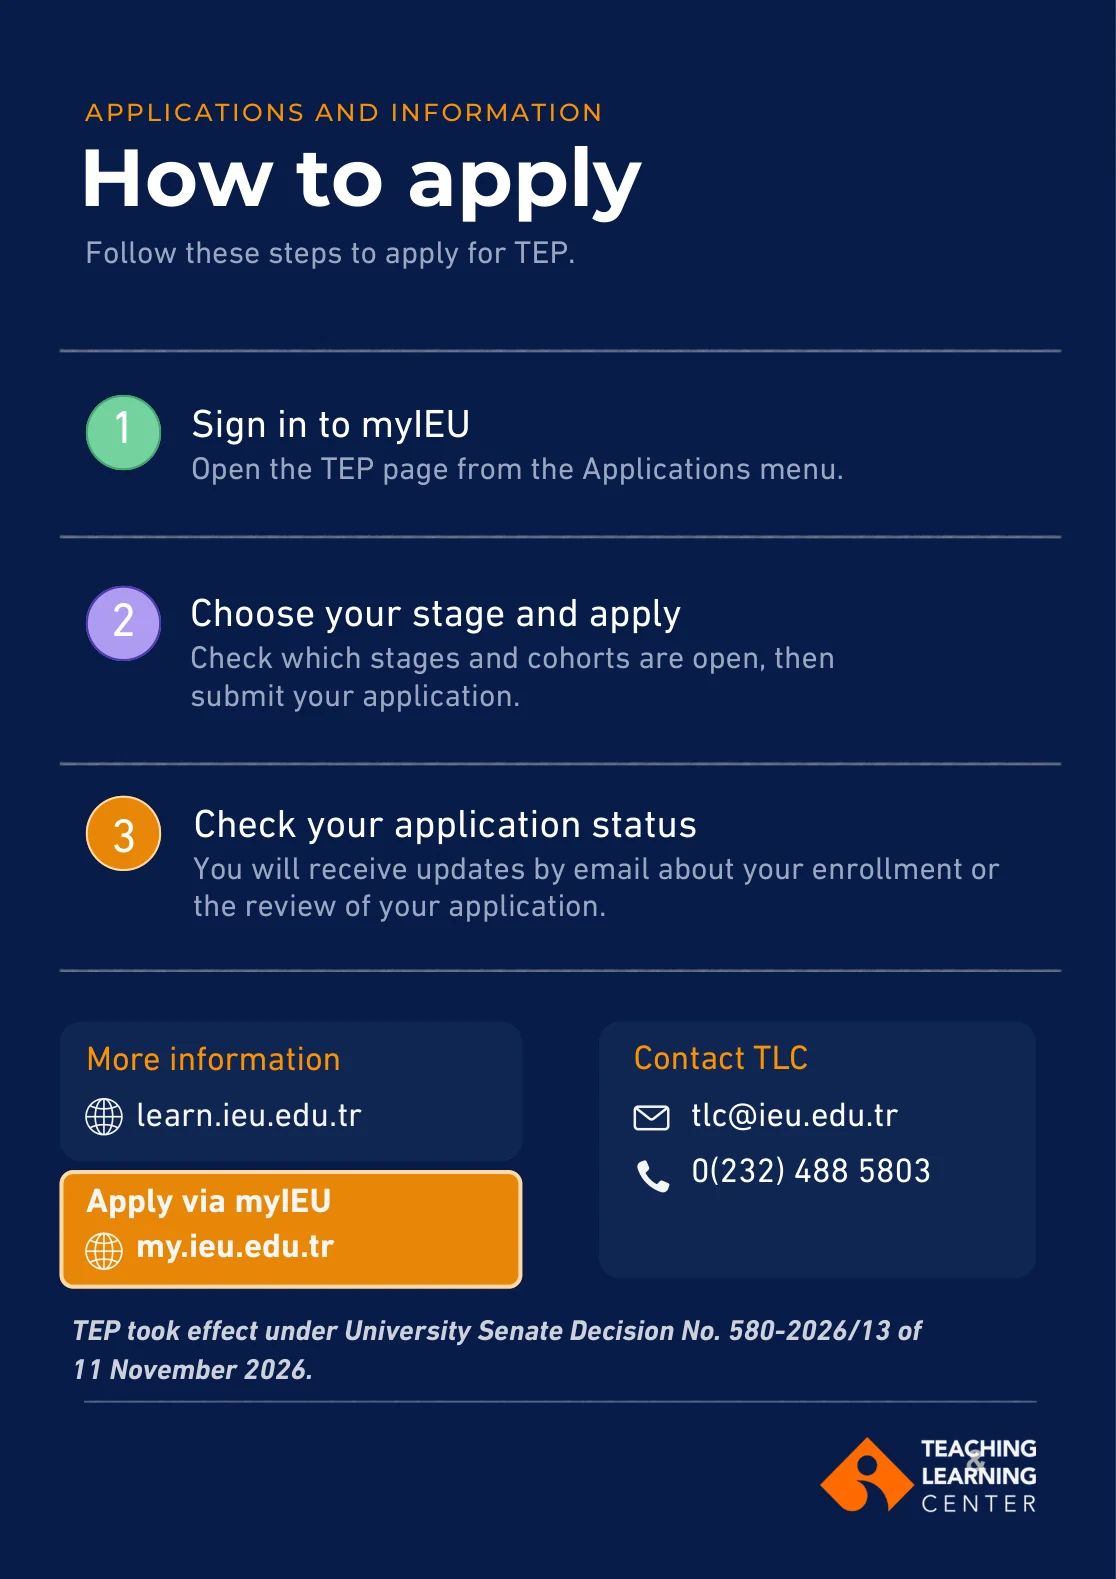 APPLICATIONS AND INFORMATION
How to apply
Follow these steps to apply for TEP.
1
Sign in to myIEU
Open the TEP page from the Applications menu.
2
Choose your stage and apply
Check which stages and cohorts are open, then
submit your application.
3
Check your application status
You will receive updates by email about your enrollment or
the review of your application.
More information
learn.ieu.edu.tr
Apply via myIEU
my.ieu.edu.tr
Contact TLC
tlc@ieu.edu.tr
0(232) 488 5803
TEP took effect under University Senate Decision No. 580-2026/13 of
11 November 2026.
TEACHING
&
LEARNING
CENTER